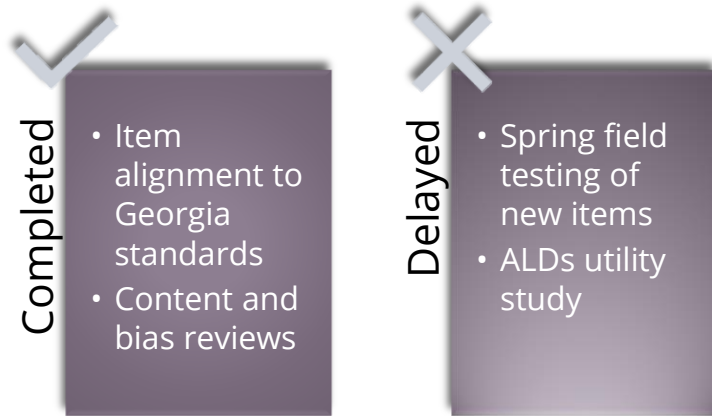 Completed
• Item
alignment to
Georgia
standards
• Content and
bias reviews
Delayed
• Spring field
testing of
new items
• ALDs utility
study